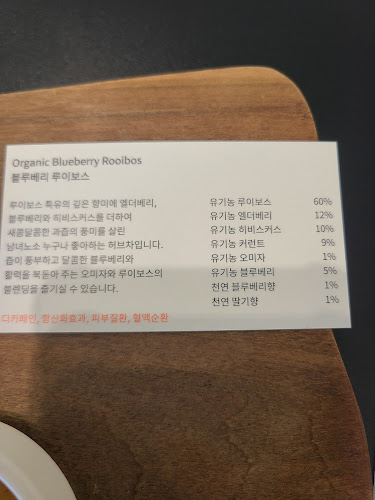 Organic Blueberry Rooibos
블루베리 루이보스
루이보스 특유의 깊은 향미에 엘더베리,
블루베리와 히비스커스를 더하여
새콤달콤한 과즙의 풍미를 살린
남녀노소 누구나 좋아하는 허브차입니다.
즙이 풍부하고 달콤한 블루베리와
활력을 북돋아 주는 오미자와 루이보스의
블렌딩을 즐기실 수 있습니다.
디카페인, 항산화효과, 피부질환, 혈액순환
유기농 루이보스 60%
유기농 엘더베리 12%
유기농 히비스커스 10%
유기농 커런트 9%
유기농 오미자 1%
유기농 블루베리 5%
천연 블루베리향 1%
천연 딸기향 1%